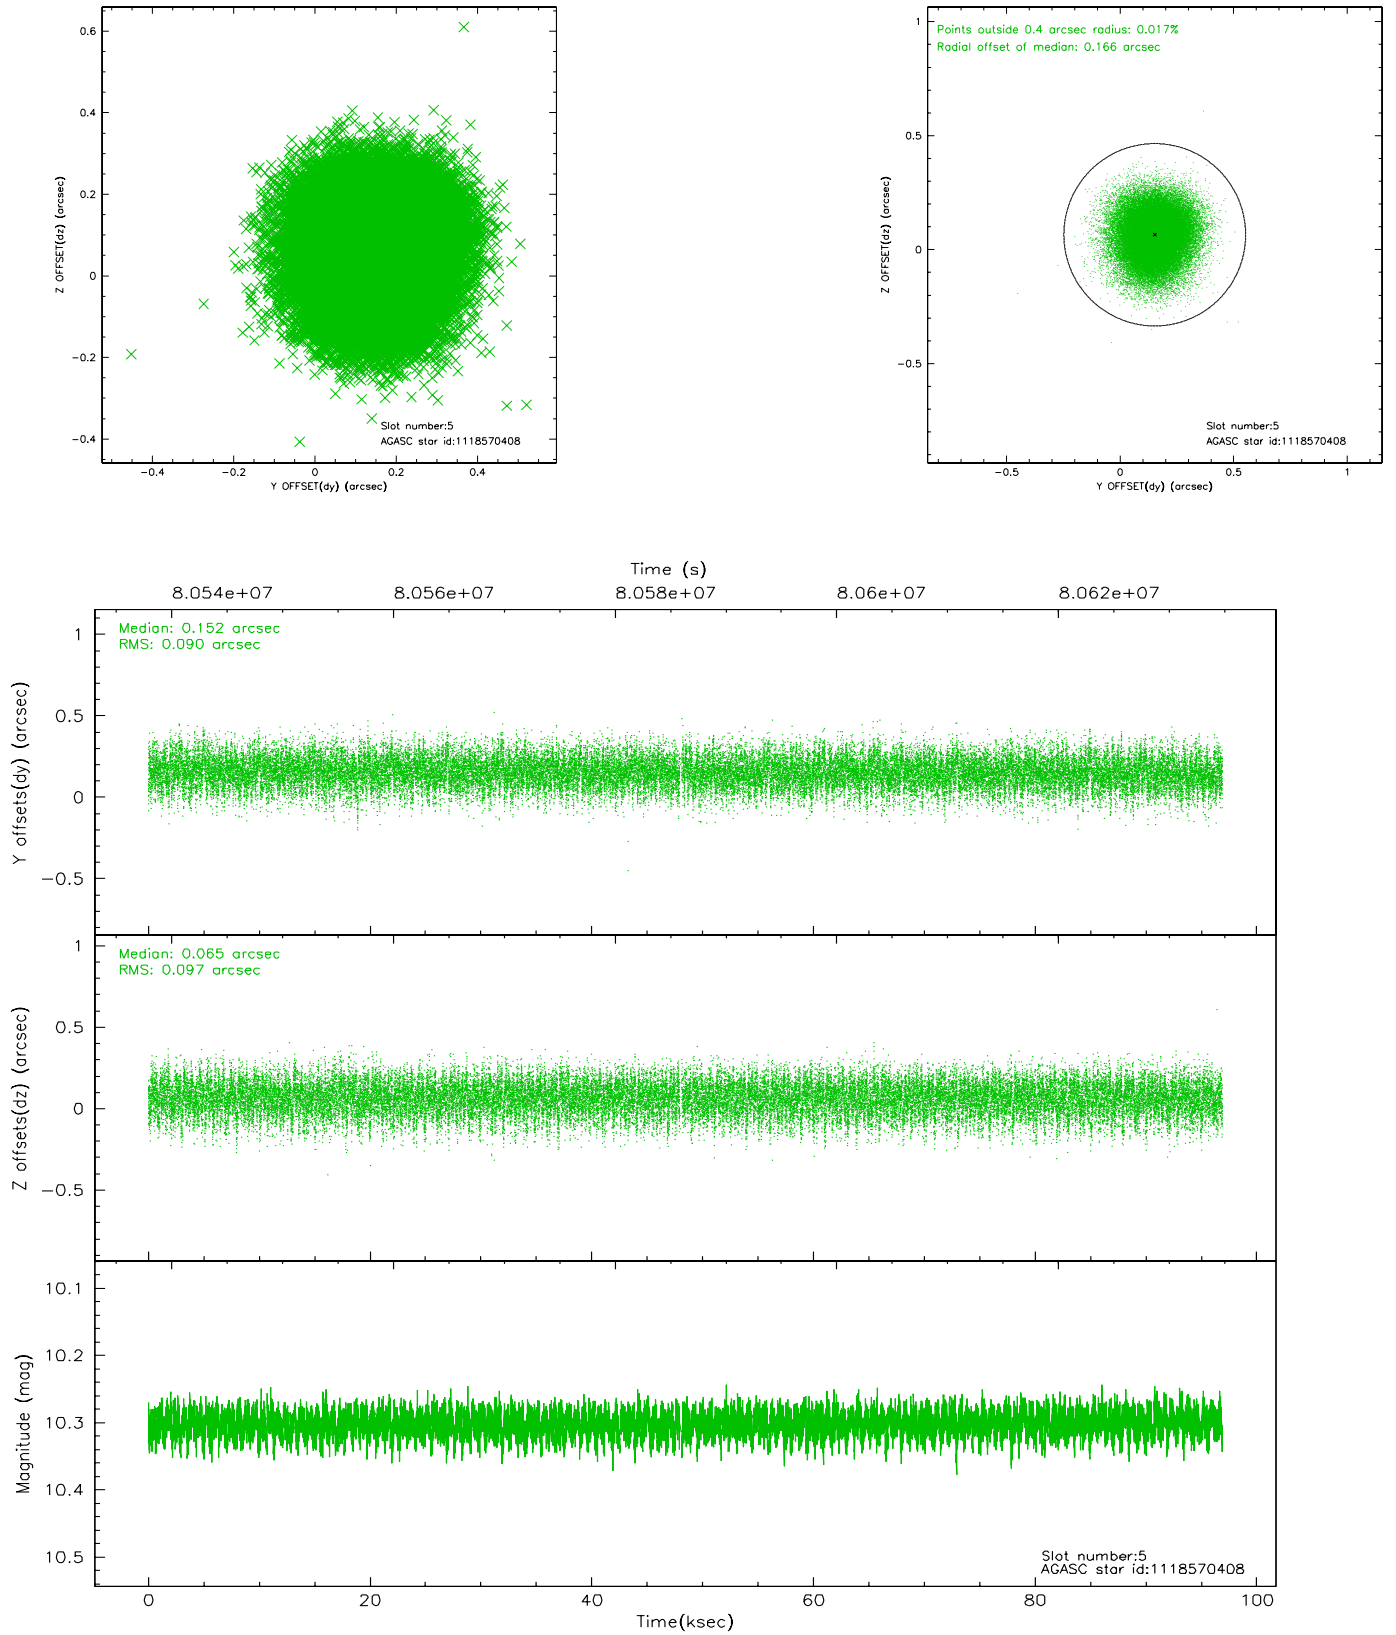 0.6
0.4
0.2
0
−0.2
−0.4
Z OFFSET(dz) (arcsec)
Slot number:5
AGASC star id:1118570408
−0.4 −0.2 0 0.2 0.4
Y OFFSET(dy) (arcsec)
Points outside 0.4 arcsec radius: 0.017%
Radial offset of median: 0.166 arcsec
1
0.5
0
−0.5
Z OFFSET(dz) (arcsec)
Slot number:5
AGASC star id:1118570408
−0.5 0 0.5 1
Y OFFSET(dy) (arcsec)
Time (s)
8.054e+07 8.056e+07 8.058e+07 8.06e+07 8.062e+07
Median: 0.152 arcsec
RMS: 0.090 arcsec
1
0.5
0
−0.5
Y offsets(dy) (arcsec)
Median: 0.065 arcsec
RMS: 0.097 arcsec
1
0.5
0
−0.5
Z offsets(dz) (arcsec)
10.1
10.2
10.3
10.4
10.5
Magnitude (mag)
Slot number:5
AGASC star id:1118570408
0 20 40 60 80 100
Time(ksec)